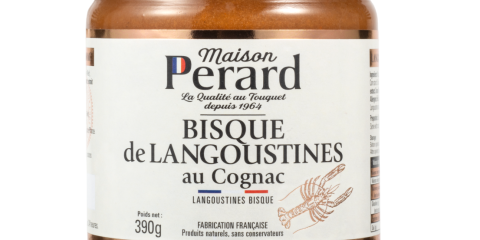 Maison
Perard
La Qualité au Touquet
depuis 1964
BISQUE
de LANGOUSTINES
au Cognac
LANGOUSTINES BISQUE
Poids net :
390g
FABRICATION FRANÇAISE
Produits naturels, sans conservateurs